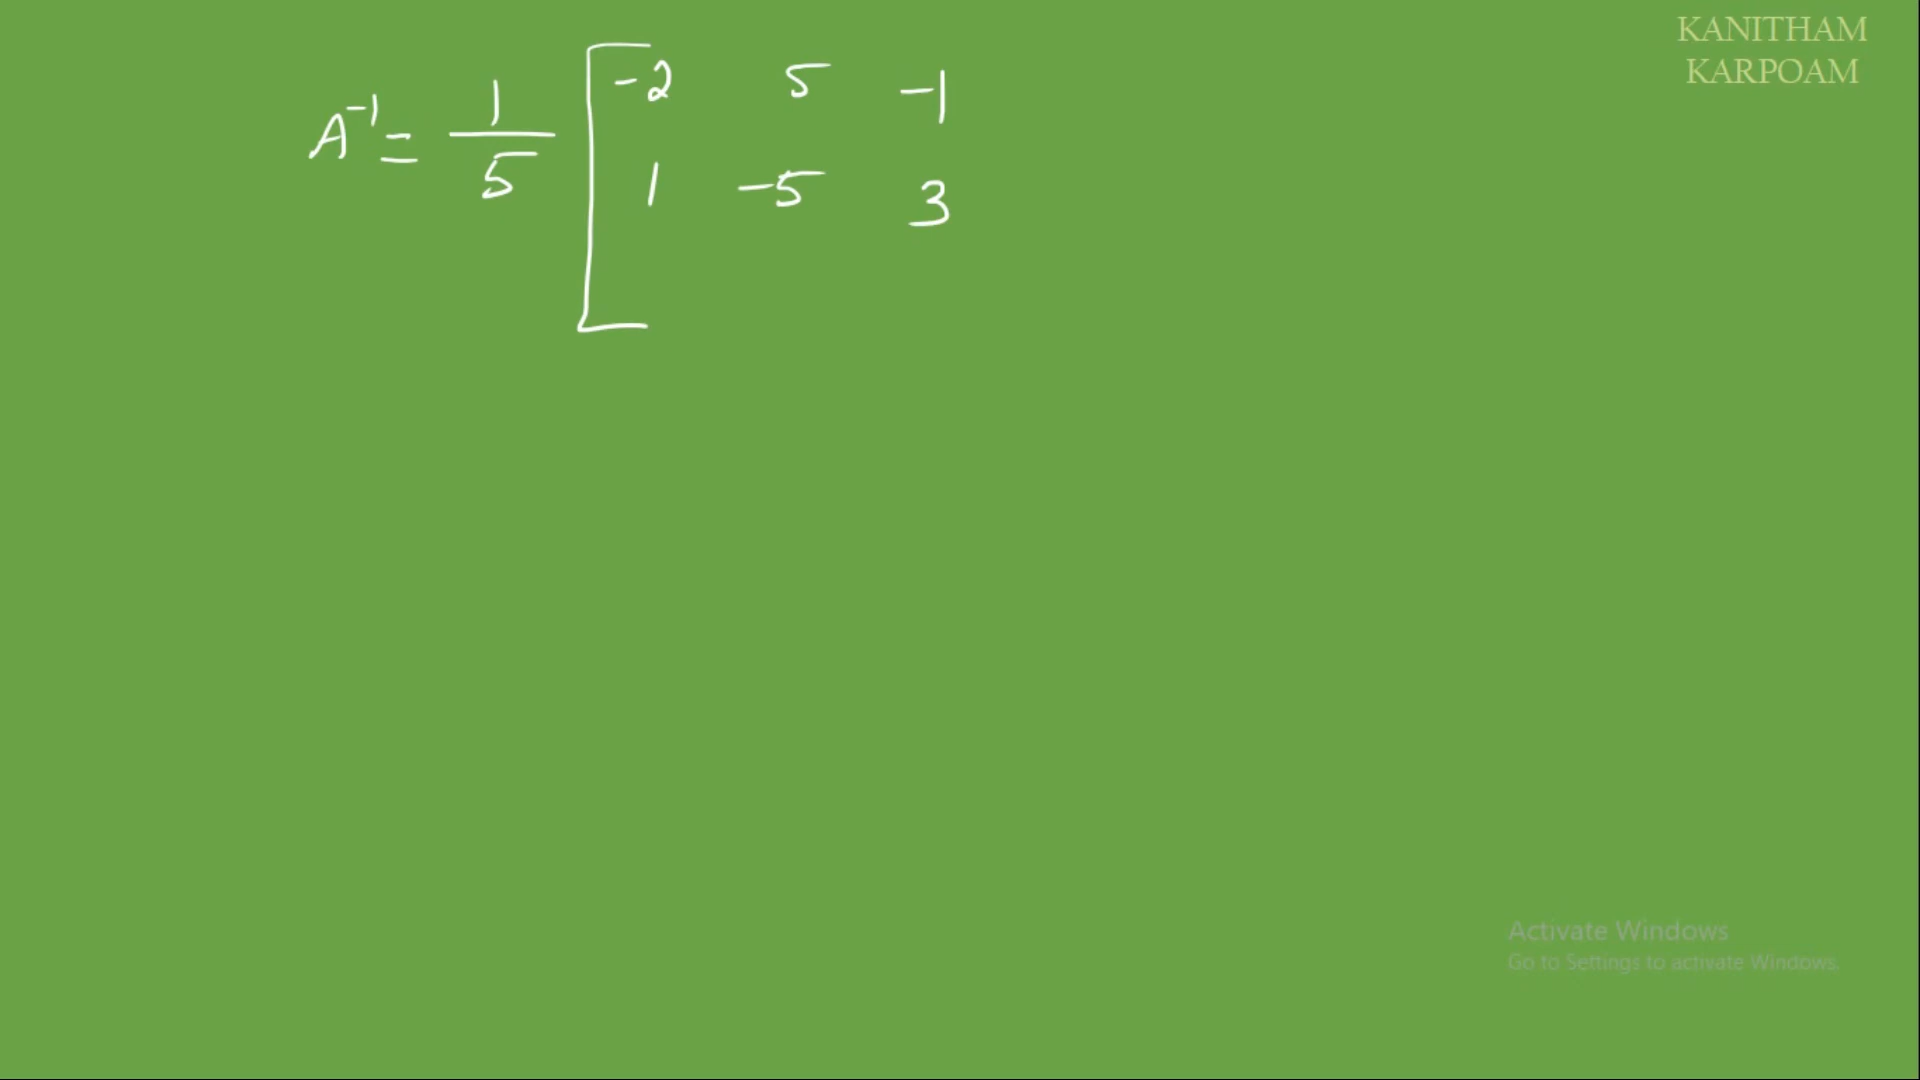 KANITHAM
KARPOAM
A⁻¹ = 1/5 [ -2 5 -1
1 -5 3
Activate Windows
Go to Settings to activate Windows.